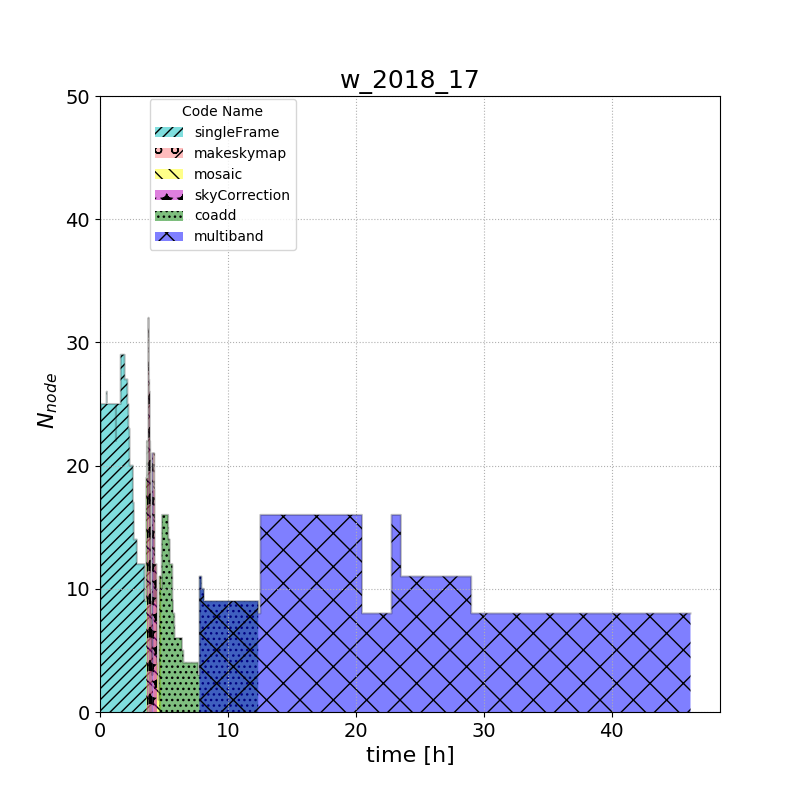 w_2018_17
50
40
30
20
10
0
N_node
Code Name
singleFrame
makeskymap
mosaic
skyCorrection
coadd
multiband
0 10 20 30 40
time [h]